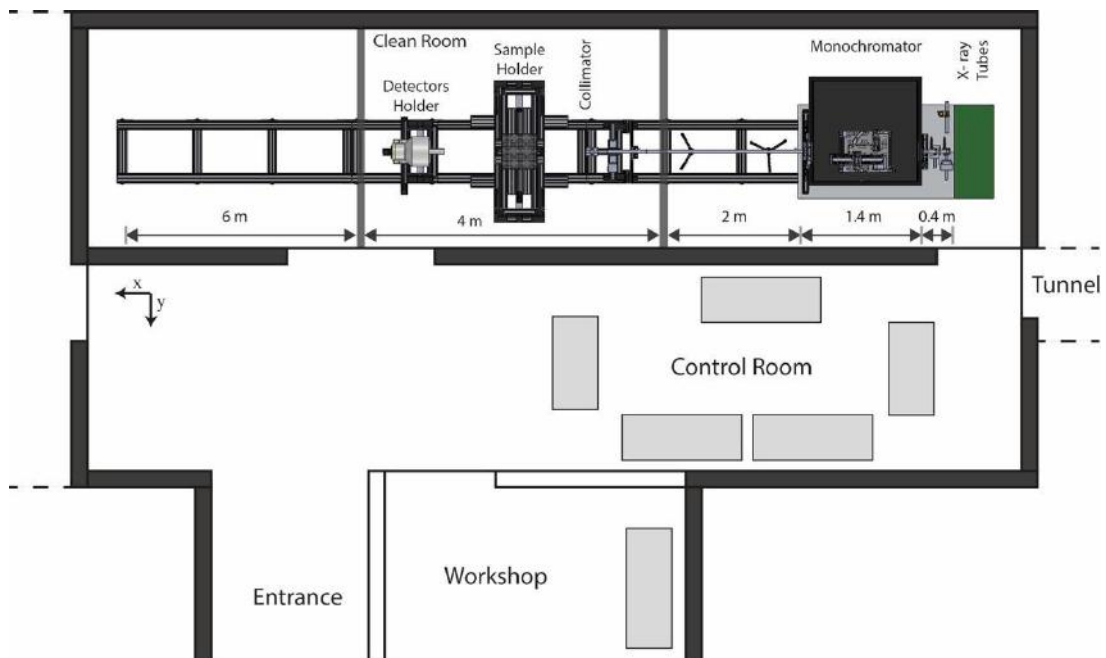 Clean Room
Sample
Holder
Collimator
Monochromator
X- ray
Tubes
Detectors
Holder
6 m
4 m
2 m
1.4 m
0.4 m
x
y
Tunnel
Control Room
Workshop
Entrance